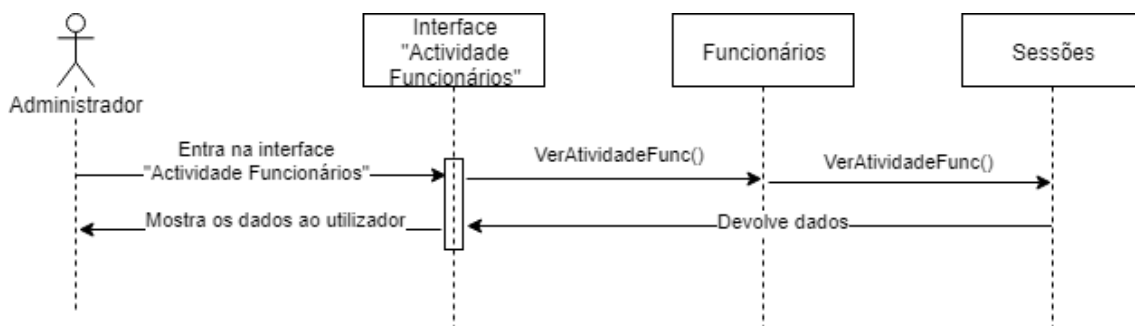 Interface
"Actividade
Funcionários"
Funcionários
Sessões
Administrador
Entra na interface
"Actividade Funcionários"
VerAtividadeFunc()
VerAtividadeFunc()
Mostra os dados ao utilizador
Devolve dados